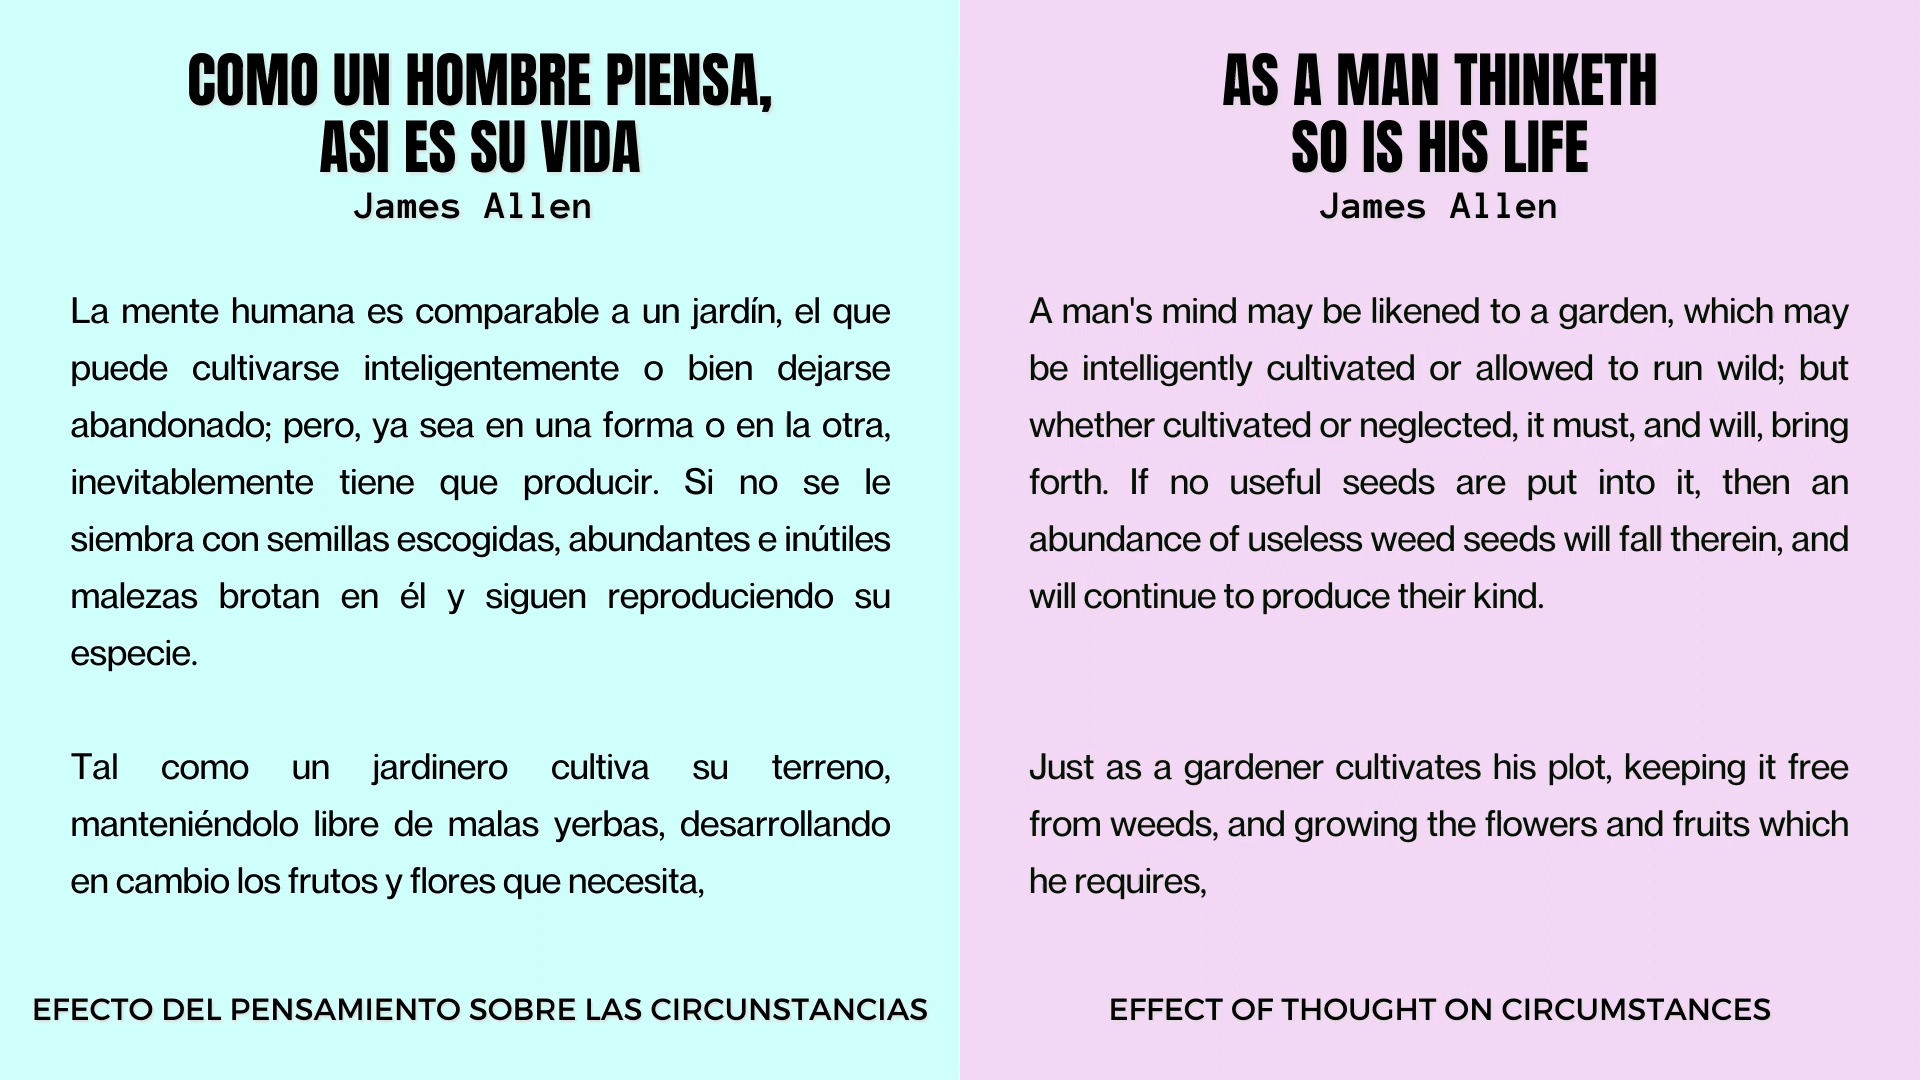 COMO UN HOMBRE PIENSA,
ASI ES SU VIDA
James Allen
La mente humana es comparable a un jardín, el que
puede cultivarse inteligentemente o bien dejarse
abandonado; pero, ya sea en una forma o en la otra,
inevitablemente tiene que producir. Si no se le
siembra con semillas escogidas, abundantes e inútiles
malezas brotan en él y siguen reproduciendo su
especie.
Tal como un jardinero cultiva su terreno,
manteniéndolo libre de malas yerbas, desarrollando
en cambio los frutos y flores que necesita,
EFECTO DEL PENSAMIENTO SOBRE LAS CIRCUNSTANCIAS
AS A MAN THINKETH
SO IS HIS LIFE
James Allen
A man's mind may be likened to a garden, which may
be intelligently cultivated or allowed to run wild; but
whether cultivated or neglected, it must, and will, bring
forth. If no useful seeds are put into it, then an
abundance of useless weed seeds will fall therein, and
will continue to produce their kind.
Just as a gardener cultivates his plot, keeping it free
from weeds, and growing the flowers and fruits which
he requires,
EFFECT OF THOUGHT ON CIRCUMSTANCES